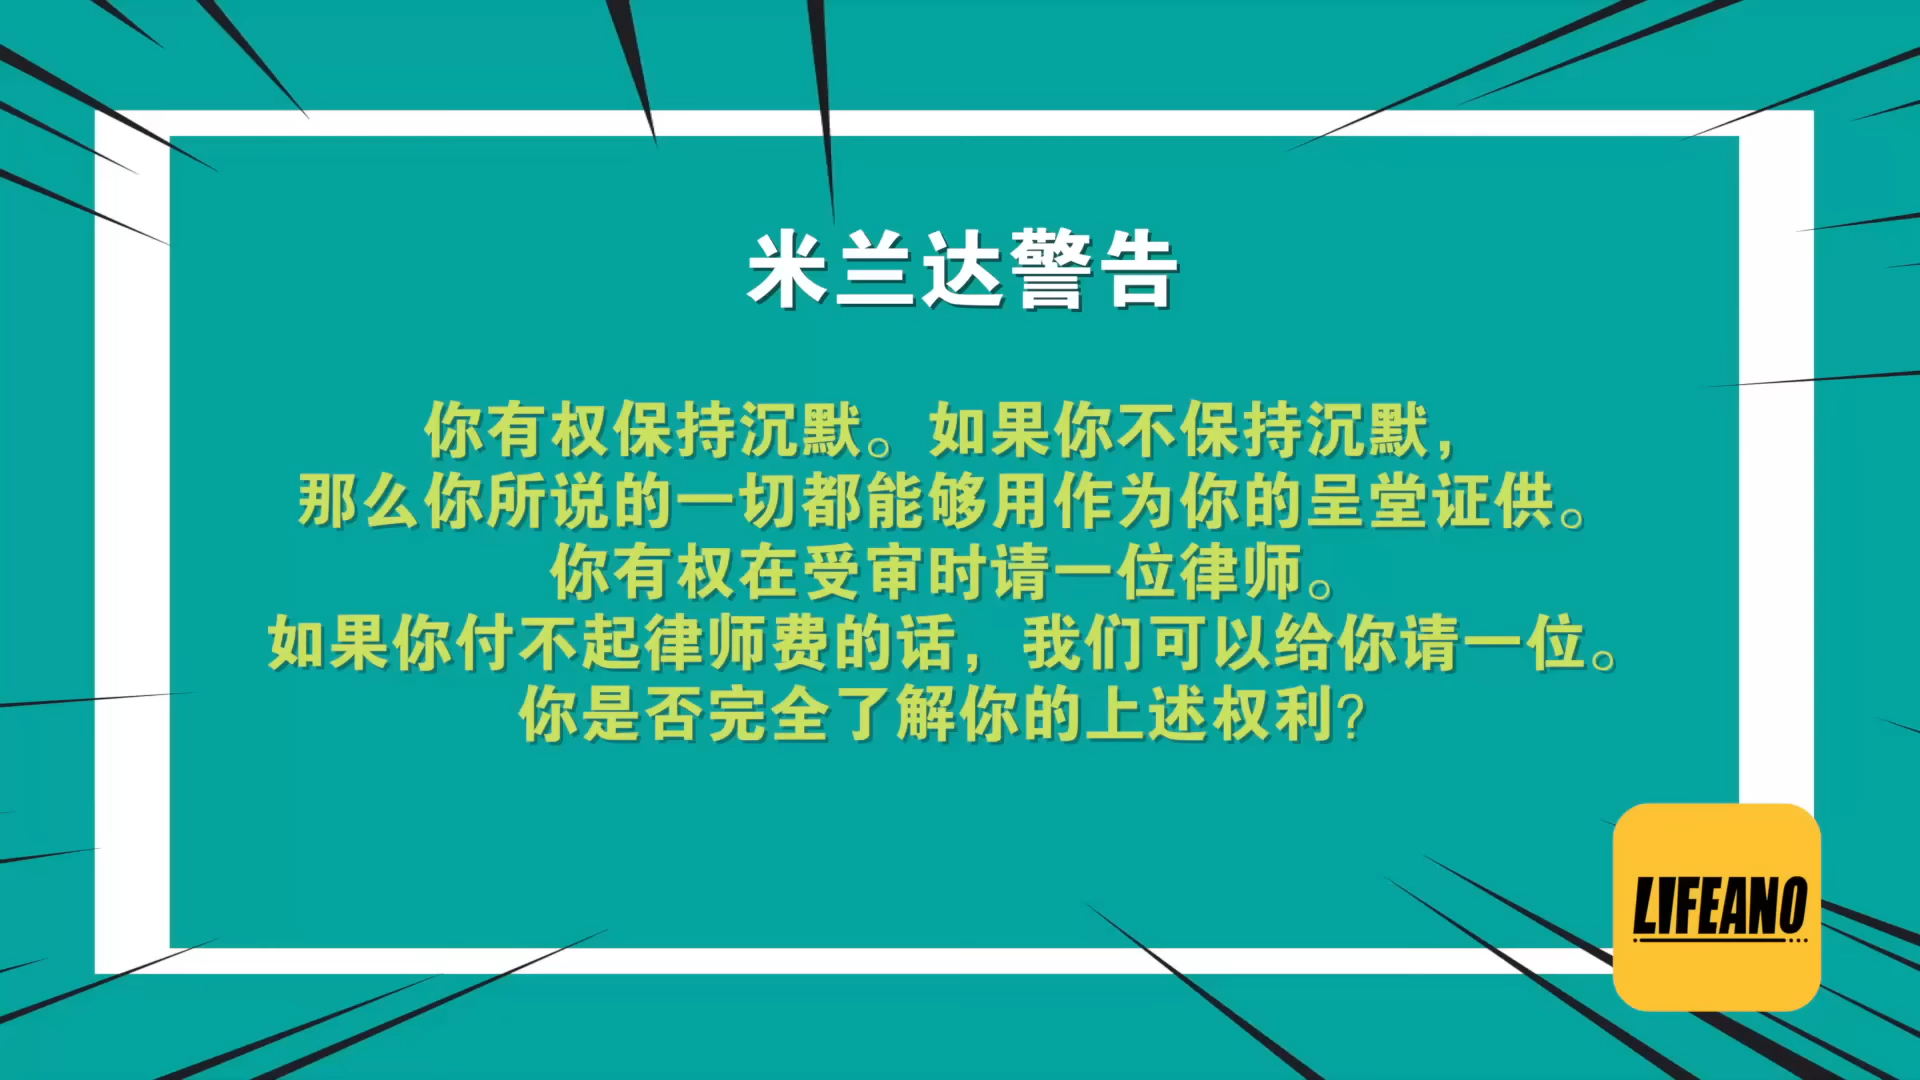 米兰达警告
你有权保持沉默。如果你不保持沉默，
那么你所说的一切都能够用作为你的呈堂证供。
你有权在受审时请一位律师。
如果你付不起律师费的话，我们可以给你请一位。
你是否完全了解你的上述权利？
LIFEANO